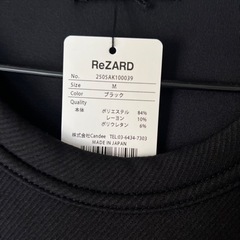 ReZARD
No. 250SAK100039
Size M
Color ブラック
Quality
本体 ポリエステル 84%
レーヨン 10%
ポリウレタン 6%
株式会社Candee TEL:03-6434-7303
MADE IN JAPAN